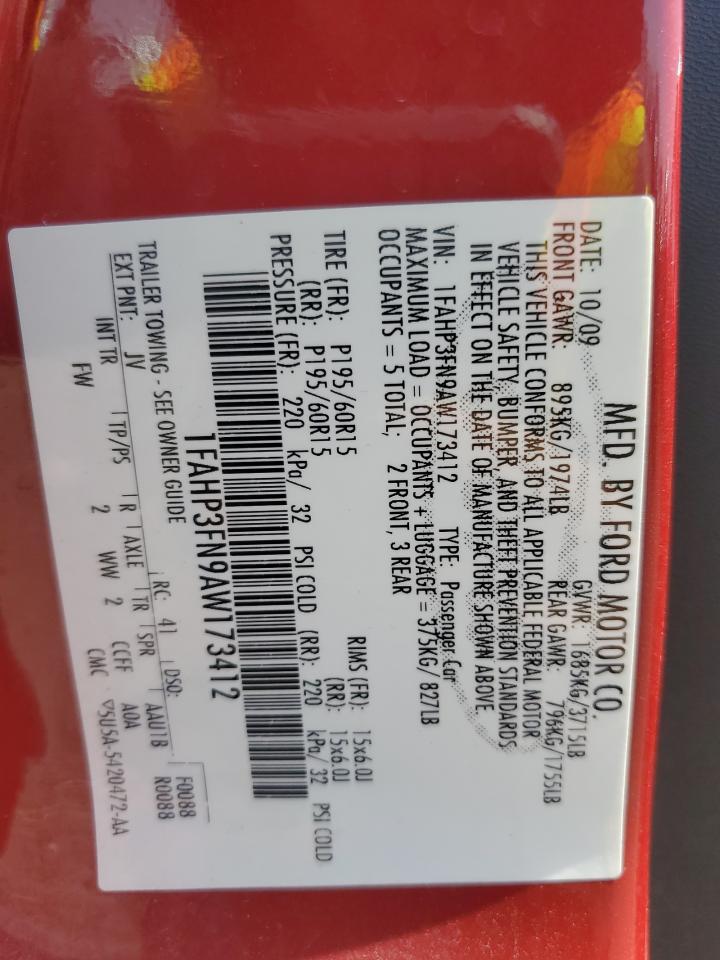 MFD. BY FORD MOTOR CO.
DATE: 10/09 GVWR: 1685KG/3715LB
FRONT GAWR: 895KG/1974LB REAR GAWR: 796KG/1755LB
THIS VEHICLE CONFORMS TO ALL APPLICABLE FEDERAL MOTOR
VEHICLE SAFETY, BUMPER, AND THEFT PREVENTION STANDARDS
IN EFFECT ON THE DATE OF MANUFACTURE SHOWN ABOVE.
VIN: 1FAHP3FN9AW173412 TYPE: Passenger Car
MAXIMUM LOAD = OCCUPANTS + LUGGAGE = 375KG/827LB
OCCUPANTS = 5 TOTAL; 2 FRONT, 3 REAR
TIRE (FR): P195/60R15 RIMS (FR): 15x6.0J
(RR): P195/60R15 (RR): 15x6.0J
PRESSURE (FR): 220 kPa/ 32 PSI COLD (RR): 220 kPa/ 32 PSI COLD
1FAHP3FN9AW173412
F0088
TRAILER TOWING - SEE OWNER GUIDE RC: 41 DSO: AAU1B R0088
EXT PNT: JV
INT TR TP/PS R AXLE TR SPR A0A
FW 2 WW 2 CCFF CMC
▽5U5A-5420472-AA